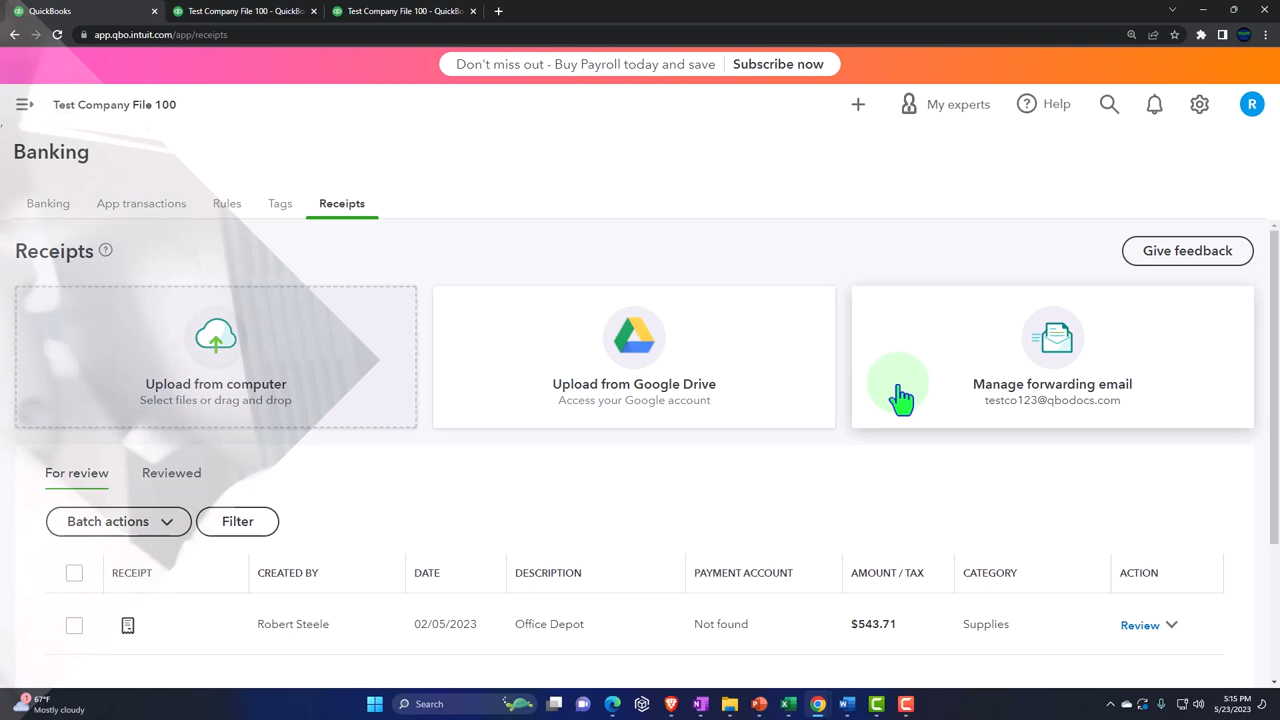 QuickBooks
Test Company File 100 - QuickBo
Test Company File 100 - QuickBo
app.qbo.intuit.com/app/receipts
Don't miss out - Buy Payroll today and save
Subscribe now
Test Company File 100
My experts
Help
R
Banking
Banking
App transactions
Rules
Tags
Receipts
Receipts
Give feedback
Upload from computer
Select files or drag and drop
Upload from Google Drive
Access your Google account
Manage forwarding email
testco123@qbodocs.com
For review
Reviewed
Batch actions
Filter
RECEIPT
CREATED BY
DATE
DESCRIPTION
PAYMENT ACCOUNT
AMOUNT / TAX
CATEGORY
ACTION
Robert Steele
02/05/2023
Office Depot
Not found
$543.71
Supplies
Review
1
67°F
Mostly cloudy
Search
5:15 PM
5/23/2023